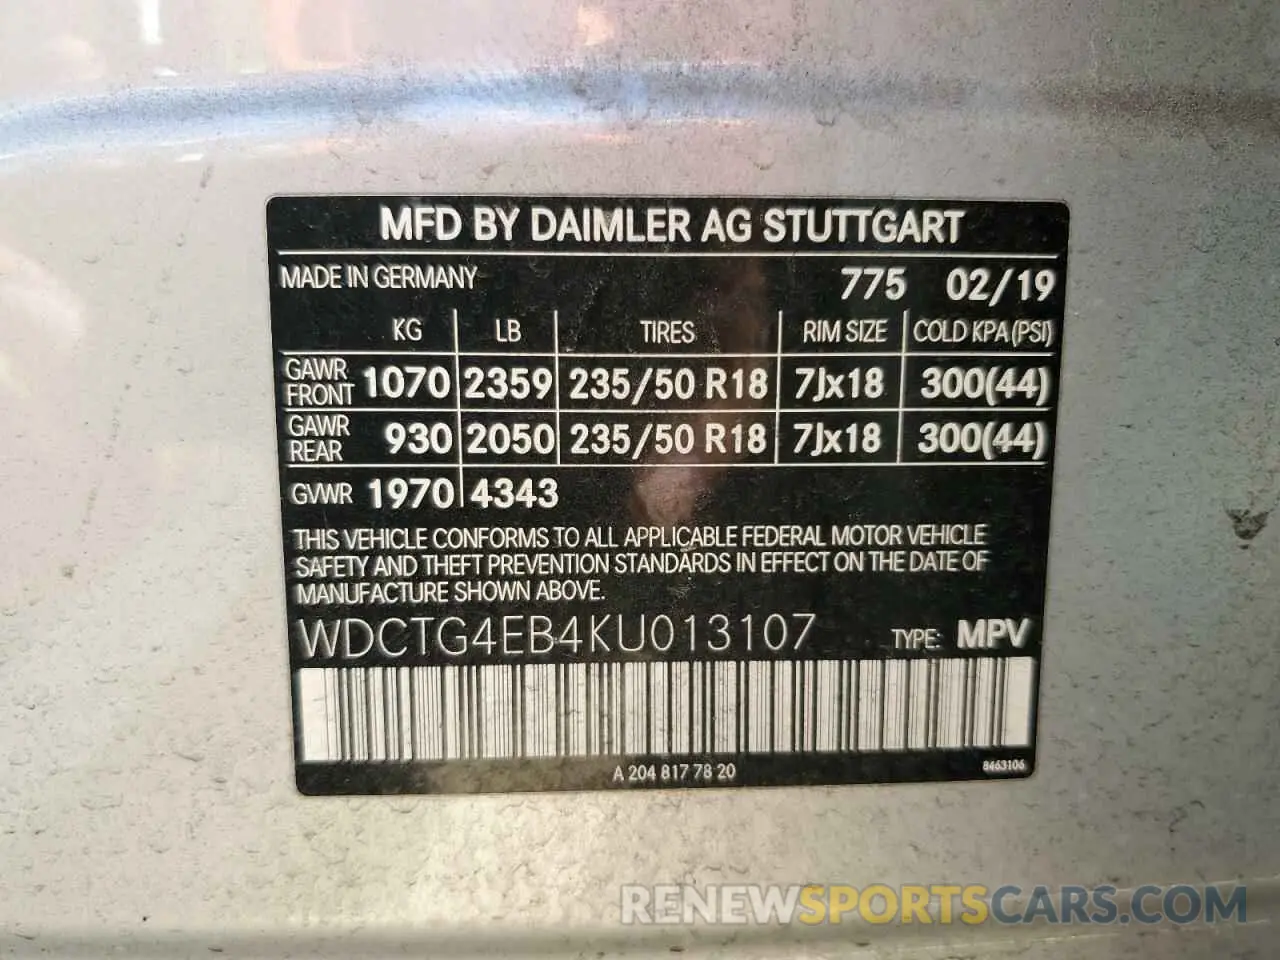 MFD BY DAIMLER AG STUTTGART
MADE IN GERMANY 775 02/19
KG LB TIRES RIM SIZE COLD KPA (PSI)
GAWR FRONT 1070 2359 235/50 R18 7Jx18 300(44)
GAWR REAR 930 2050 235/50 R18 7Jx18 300(44)
GVWR 1970 4343
THIS VEHICLE CONFORMS TO ALL APPLICABLE FEDERAL MOTOR VEHICLE
SAFETY AND THEFT PREVENTION STANDARDS IN EFFECT ON THE DATE OF
MANUFACTURE SHOWN ABOVE.
WDCTG4EB4KU013107 TYPE: MPV
A 204 817 78 20 8463106
RENEWSPORTSCARS.COM